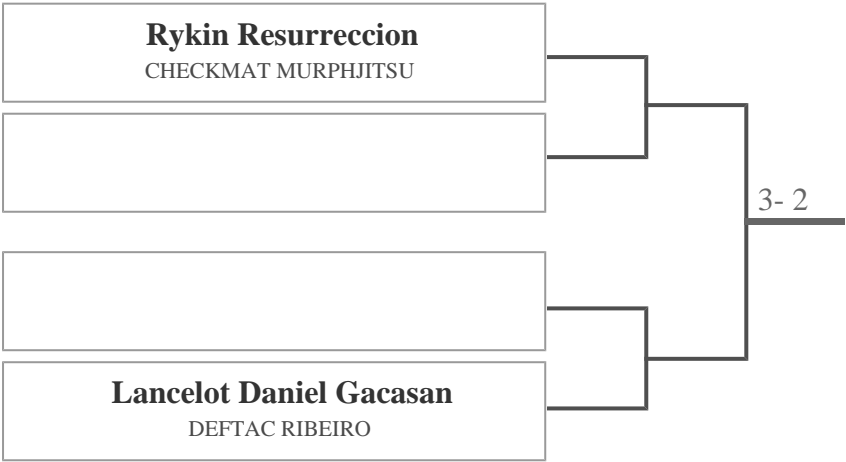 Rykin Resurreccion
CHECKMAT MURPHJITSU
3- 2
Lancelot Daniel Gacasan
DEFTAC RIBEIRO